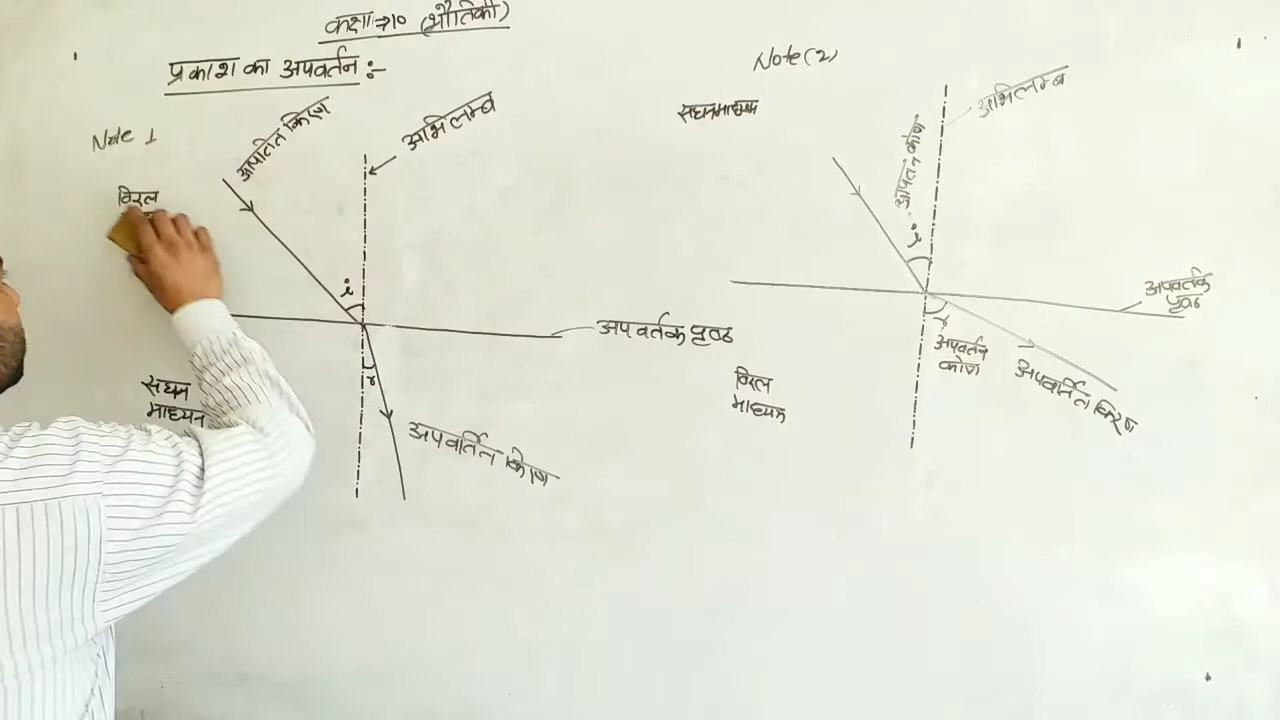 कक्षा⇒10 (भौतिकी)
प्रकाश का अपवर्तन :-
Note 1
आपतित किरण
अभिलम्ब
विरल
i
अपवर्तक पृष्ठ
r
सघन
माध्यम
अपवर्तित किरण
Note (2)
सघन माध्यम
अभिलम्ब
i = आपतन कोण
अपवर्तक
पृष्ठ
r
अपवर्तन
कोण
अपवर्तित किरण
विरल
माध्यम